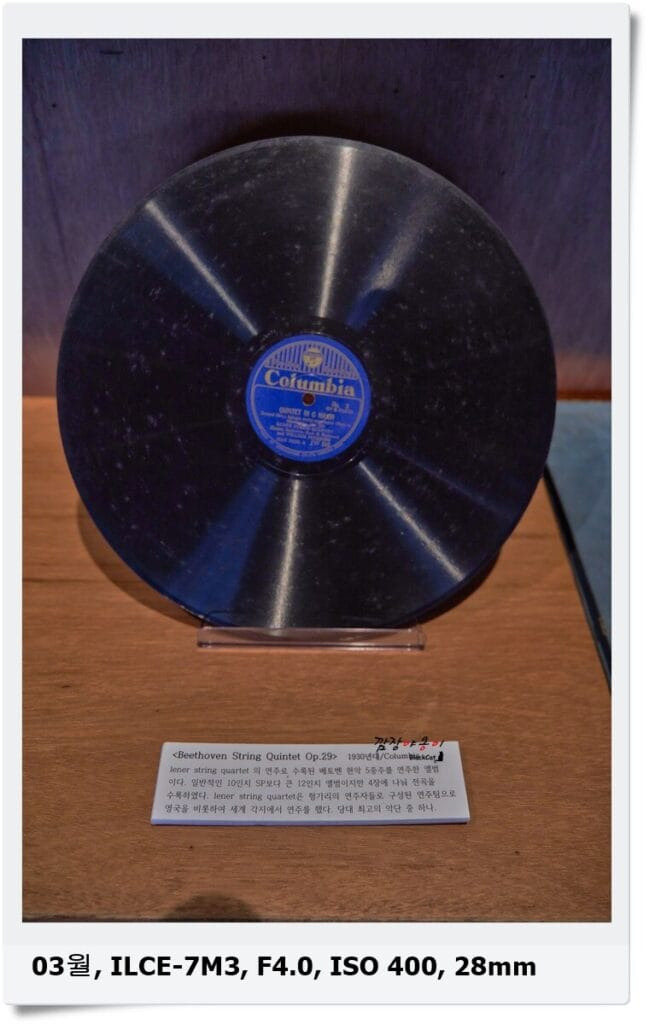 Columbia
QUINTET IN G MAJOR
<Beethoven String Quintet Op.29> 1930년대/Columbia
깜장야옹이
BlackCat
lener string quartet 의 연주로 수록된 베토벤 현악 5중주를 연주한 앨범
이다. 일반적인 10인치 SP보다 큰 12인치 앨범이지만 4장에 나눠 전곡을
수록하였다. lener string quartet은 헝가리의 연주자들로 구성된 연주팀으로
영국을 비롯하여 세계 각지에서 연주를 했다. 당대 최고의 악단 중 하나.
03월, ILCE-7M3, F4.0, ISO 400, 28mm